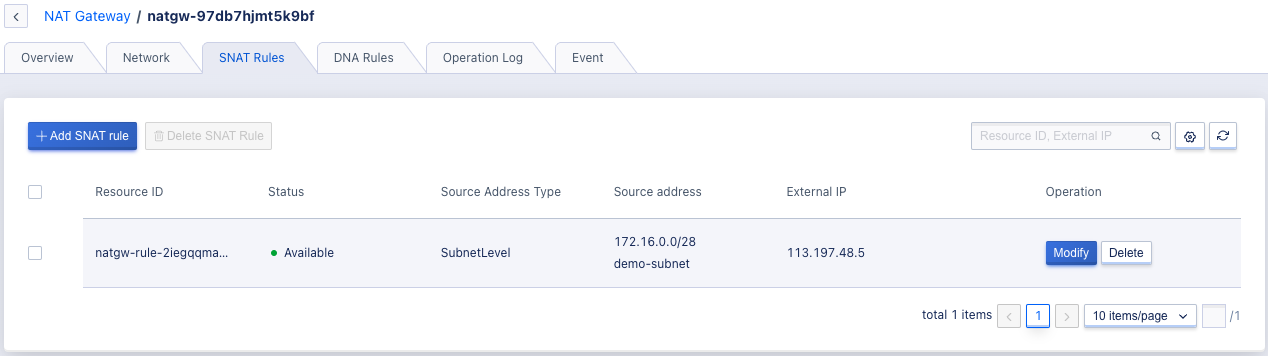 NAT Gateway / natgw-97db7hjmt5k9bf
Overview Network SNAT Rules DNA Rules Operation Log Event
Add SNAT rule Delete SNAT Rule Resource ID, External IP
Resource ID Status Source Address Type Source address External IP Operation
natgw-rule-2iegqqma... Available SubnetLevel 172.16.0.0/28 113.197.48.5 Modify Delete
demo-subnet
total 1 items 1 10 items/page /1